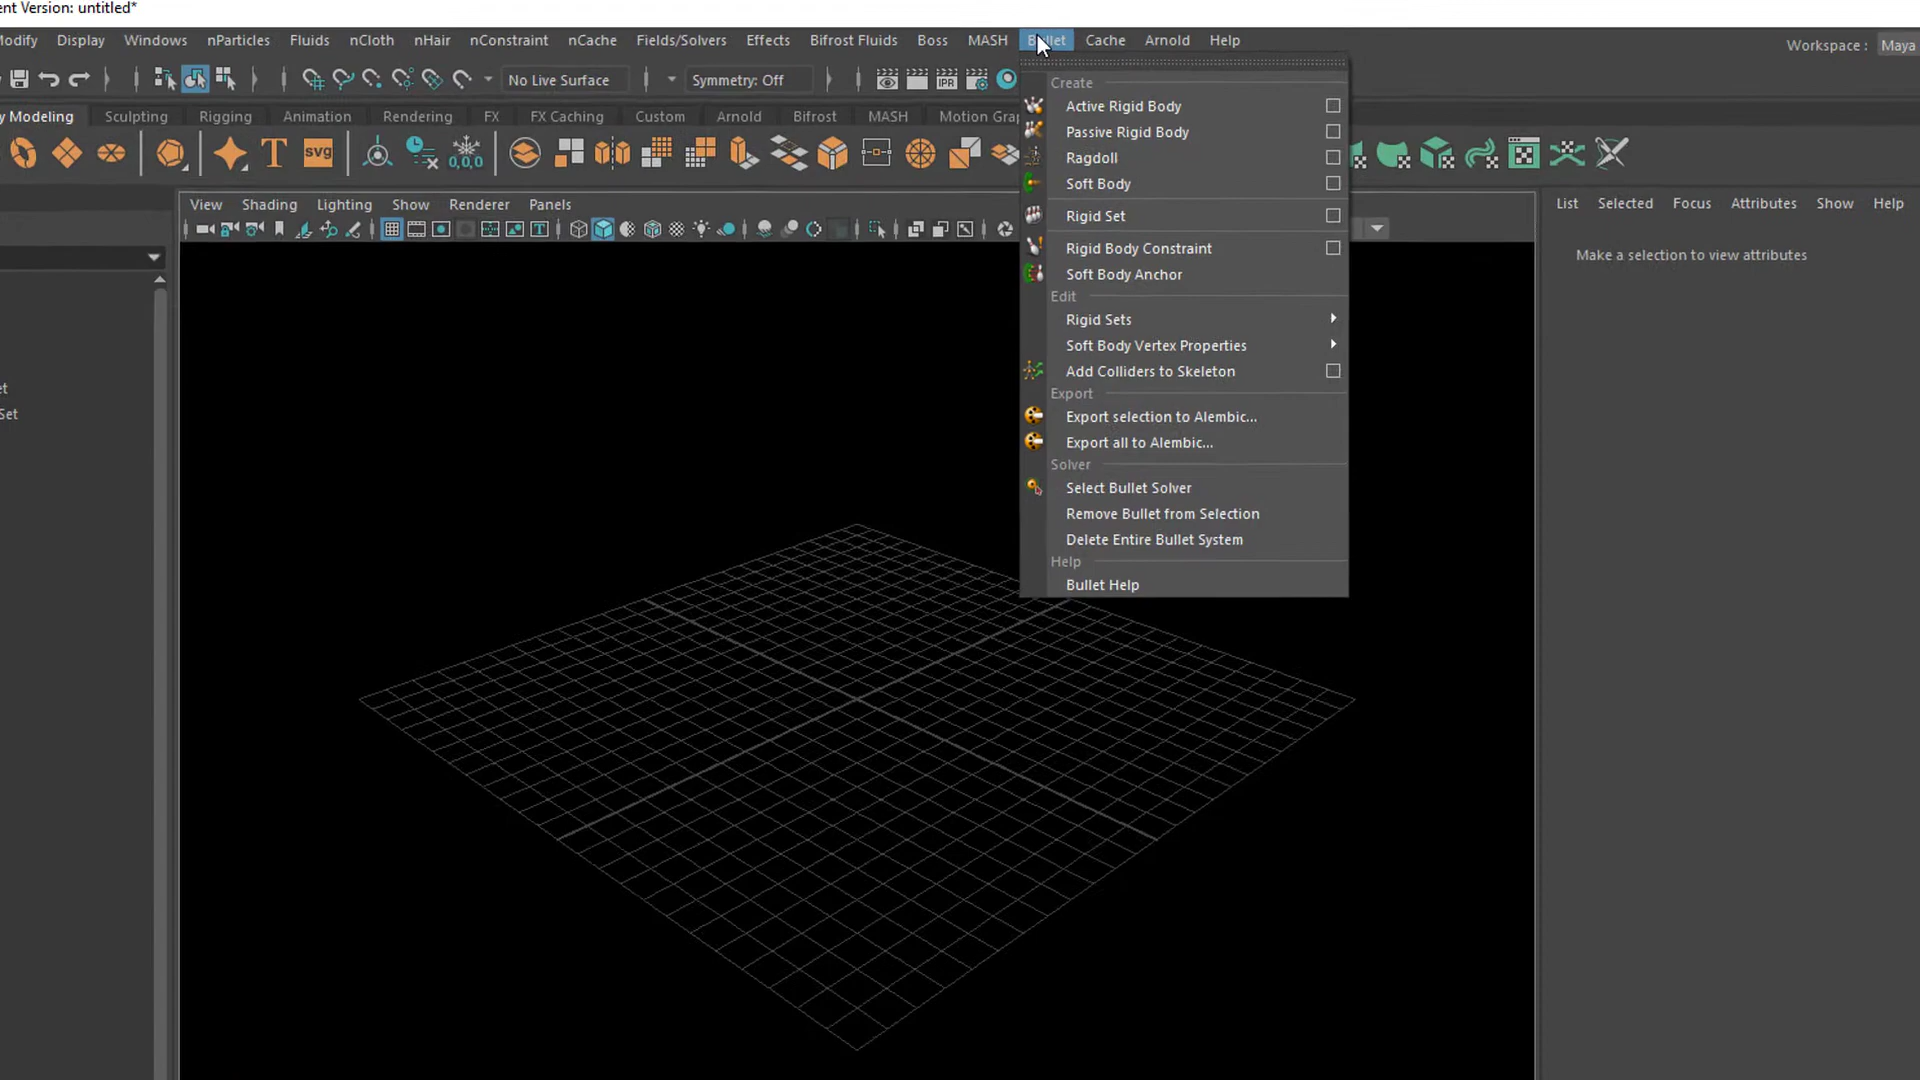 ent Version: untitled*
Modify Display Windows nParticles Fluids nCloth nHair nConstraint nCache Fields/Solvers Effects Bifrost Fluids Boss MASH Bullet Cache Arnold Help
Workspace : Maya
No Live Surface Symmetry: Off IPR
y Modeling Sculpting Rigging Animation Rendering FX FX Caching Custom Arnold Bifrost MASH Motion Gra
T SVG 0,0,0
View Shading Lighting Show Renderer Panels
List Selected Focus Attributes Show Help
Make a selection to view attributes
et
Set
Create
Active Rigid Body
Passive Rigid Body
Ragdoll
Soft Body
Rigid Set
Rigid Body Constraint
Soft Body Anchor
Edit
Rigid Sets
Soft Body Vertex Properties
Add Colliders to Skeleton
Export
Export selection to Alembic...
Export all to Alembic...
Solver
Select Bullet Solver
Remove Bullet from Selection
Delete Entire Bullet System
Help
Bullet Help